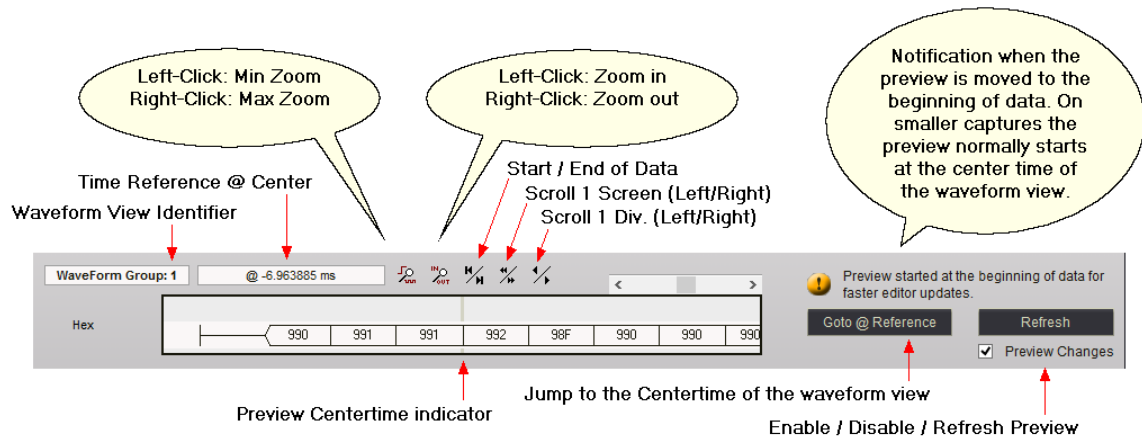 Left-Click: Min Zoom
Right-Click: Max Zoom
Left-Click: Zoom in
Right-Click: Zoom out
Notification when the
preview is moved to the
beginning of data. On
smaller captures the
preview normally starts
at the center time of
the waveform view.
Start / End of Data
Time Reference @ Center
Scroll 1 Screen (Left/Right)
Waveform View Identifier
Scroll 1 Div. (Left/Right)
WaveForm Group: 1
@ -6.963885 ms
IN
OUT
Preview started at the beginning of data for
faster editor updates.
Goto @ Reference
Refresh
Hex
990
991
991
992
98F
990
990
990
Preview Changes
Jump to the Centertime of the waveform view
Preview Centertime indicator
Enable / Disable / Refresh Preview